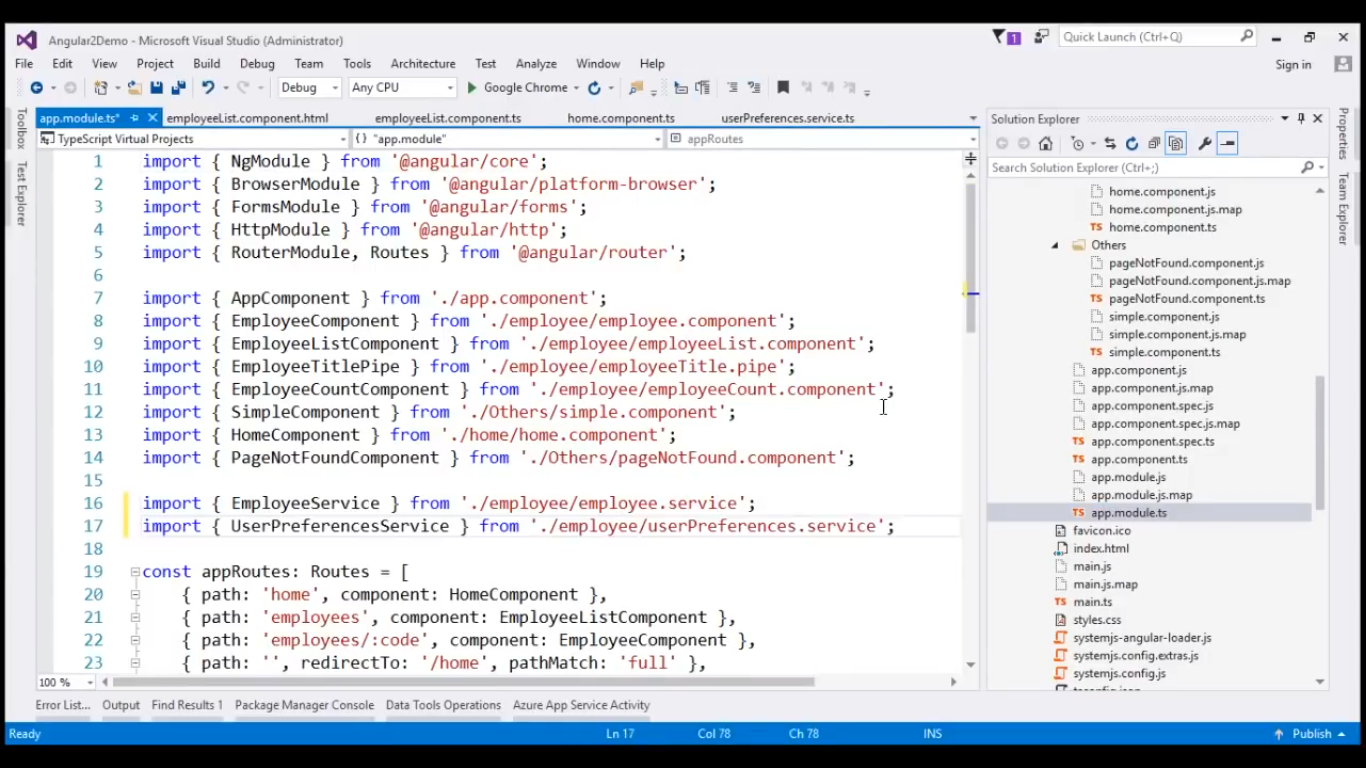 Angular2Demo - Microsoft Visual Studio (Administrator)
1
Quick Launch (Ctrl+Q)
File Edit View Project Build Debug Team Tools Architecture Test Analyze Window Help
Sign in
Debug Any CPU Google Chrome
app.module.ts* employeeList.component.html employeeList.component.ts home.component.ts userPreferences.service.ts
TypeScript Virtual Projects {} "app.module" appRoutes
Toolbox
Test Explorer
1 import { NgModule } from '@angular/core';
2 import { BrowserModule } from '@angular/platform-browser';
3 import { FormsModule } from '@angular/forms';
4 import { HttpModule } from '@angular/http';
5 import { RouterModule, Routes } from '@angular/router';
6
7 import { AppComponent } from './app.component';
8 import { EmployeeComponent } from './employee/employee.component';
9 import { EmployeeListComponent } from './employee/employeeList.component';
10 import { EmployeeTitlePipe } from './employee/employeeTitle.pipe';
11 import { EmployeeCountComponent } from './employee/employeeCount.component';
12 import { SimpleComponent } from './Others/simple.component';
13 import { HomeComponent } from './home/home.component';
14 import { PageNotFoundComponent } from './Others/pageNotFound.component';
15
16 import { EmployeeService } from './employee/employee.service';
17 import { UserPreferencesService } from './employee/userPreferences.service';
18
19 const appRoutes: Routes = [
20 { path: 'home', component: HomeComponent },
21 { path: 'employees', component: EmployeeListComponent },
22 { path: 'employees/:code', component: EmployeeComponent },
23 { path: '', redirectTo: '/home', pathMatch: 'full' },
100 %
Solution Explorer
Search Solution Explorer (Ctrl+;)
home.component.js
home.component.js.map
TS home.component.ts
Others
pageNotFound.component.js
pageNotFound.component.js.map
TS pageNotFound.component.ts
simple.component.js
simple.component.js.map
TS simple.component.ts
app.component.js
app.component.js.map
app.component.spec.js
app.component.spec.js.map
TS app.component.spec.ts
TS app.component.ts
app.module.js
app.module.js.map
TS app.module.ts
favicon.ico
index.html
main.js
main.js.map
TS main.ts
styles.css
systemjs-angular-loader.js
systemjs.config.extras.js
systemjs.config.js
Properties
Team Explorer
Error List... Output Find Results 1 Package Manager Console Data Tools Operations Azure App Service Activity
Ready Ln 17 Col 78 Ch 78 INS Publish